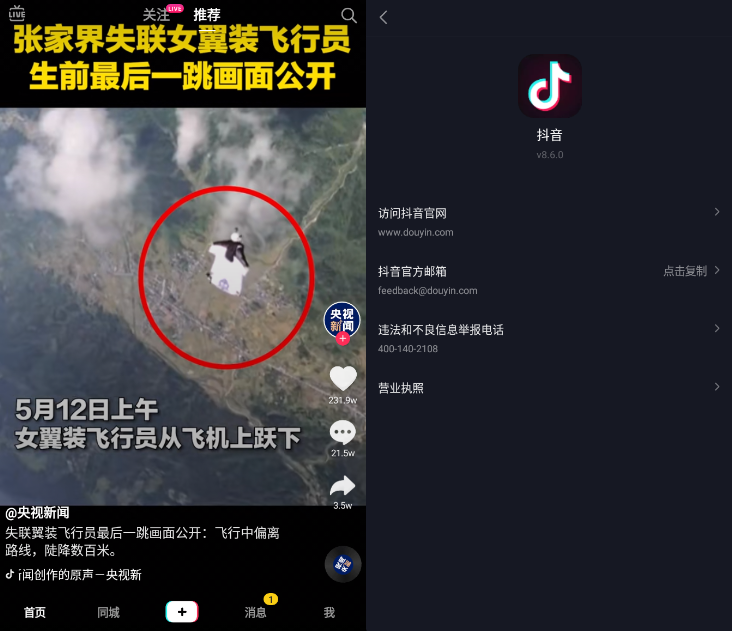 LIVE
关注
LIVE
推荐
张家界失联女翼装飞行员
生前最后一跳画面公开
央视
新闻
231.9w
5月12日上午
女翼装飞行员从飞机上跃下
21.5w
3.5w
@央视新闻
失联翼装飞行员最后一跳画面公开：飞行中偏离
路线，陡降数百米。
闻创作的原声－央视新
首页
同城
消息
1
我
抖音
v8.6.0
访问抖音官网
www.douyin.com
抖音官方邮箱
点击复制
feedback@douyin.com
违法和不良信息举报电话
400-140-2108
营业执照